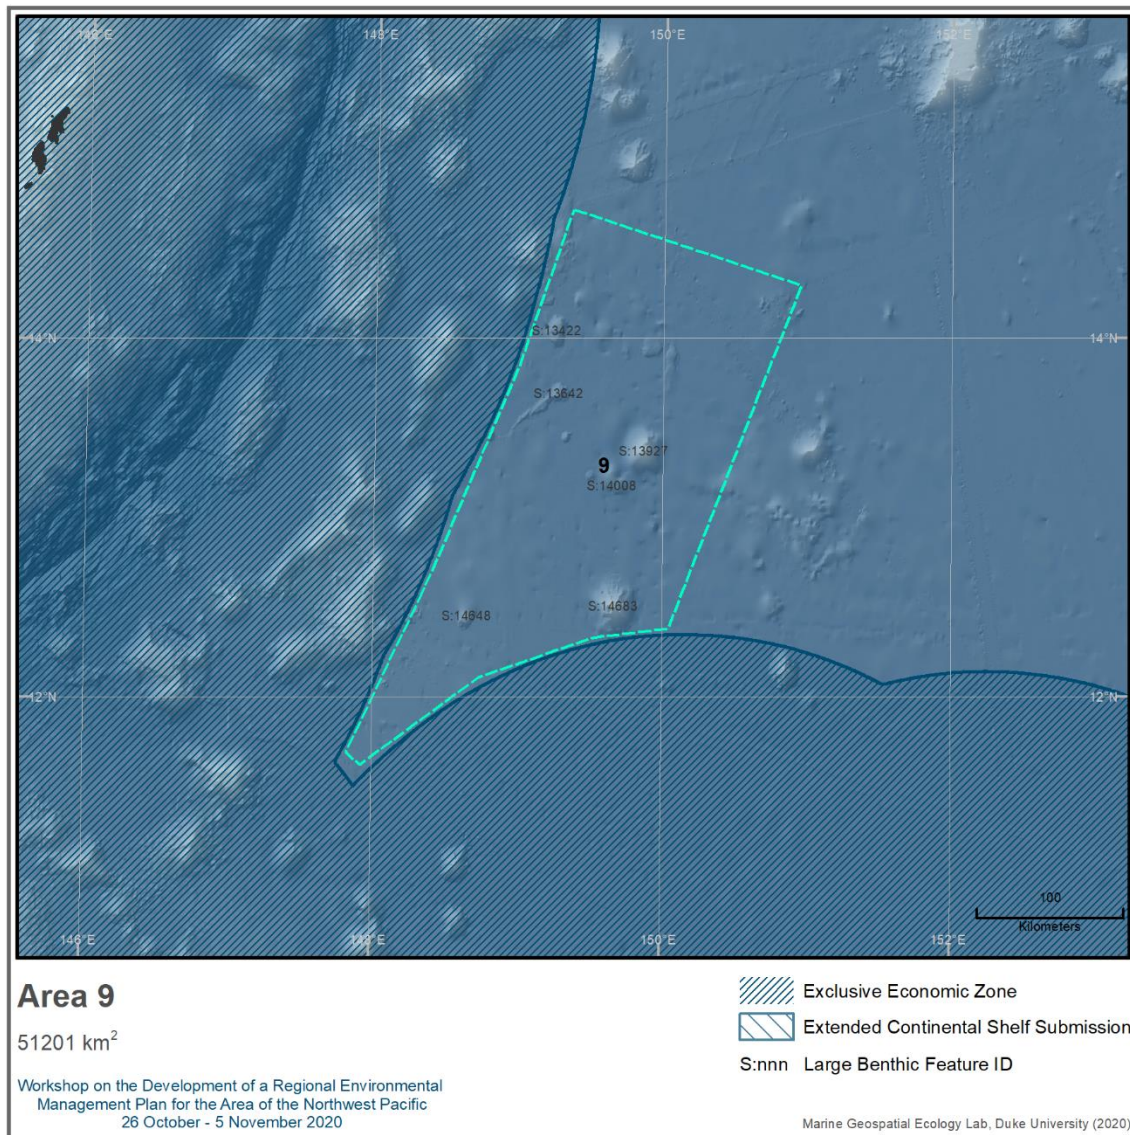 146°E 148°E 150°E 152°E
S:13422
14°N 14°N
S:13642
S:13927
9
S:14008
S:14683
S:14648
12°N 12°N
100
Kilometers
146°E 148°E 150°E 152°E
Area 9
51201 km²
Workshop on the Development of a Regional Environmental
Management Plan for the Area of the Northwest Pacific
26 October - 5 November 2020
Exclusive Economic Zone
Extended Continental Shelf Submission
S:nnn Large Benthic Feature ID
Marine Geospatial Ecology Lab, Duke University (2020)